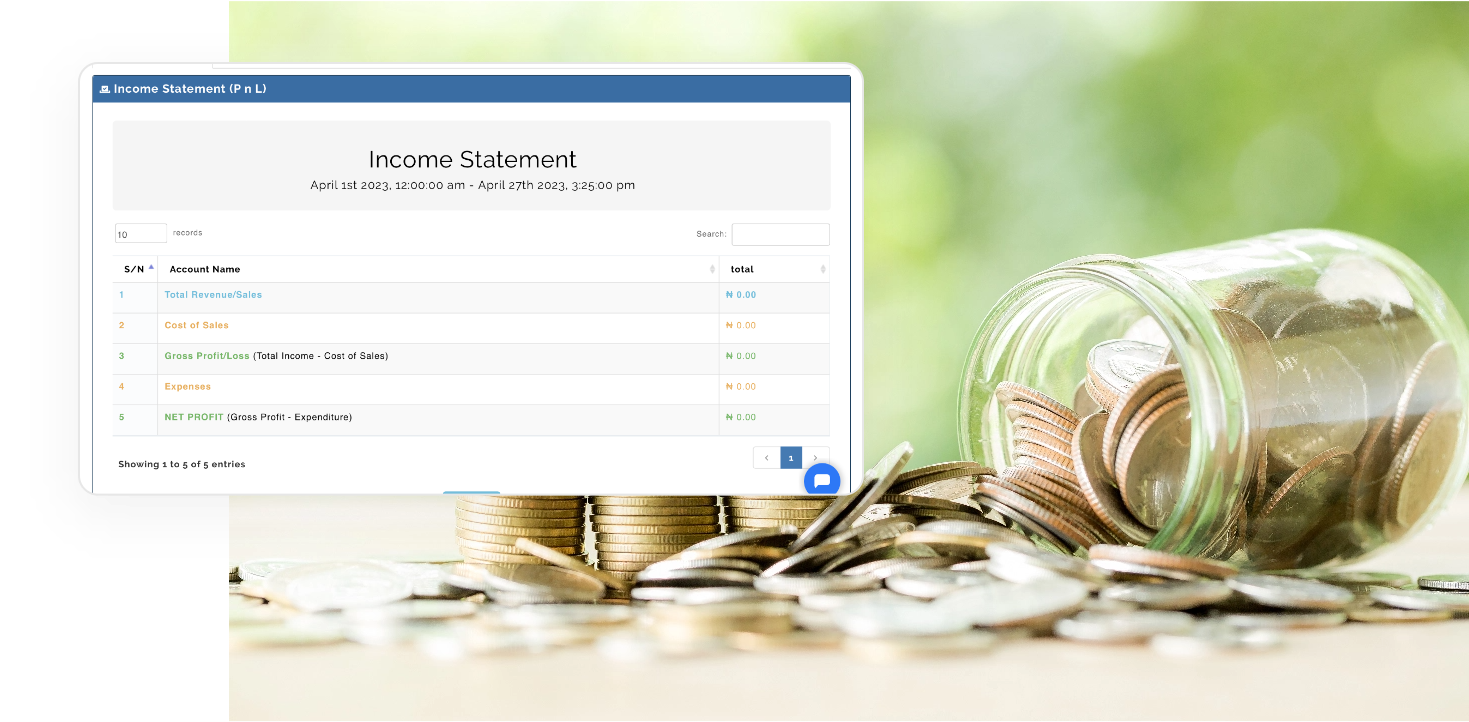 Income Statement (P n L)
Income Statement
April 1st 2023, 12:00:00 am - April 27th 2023, 3:25:00 pm
10 records Search:
S/N Account Name total
1 Total Revenue/Sales ₦ 0.00
2 Cost of Sales ₦ 0.00
3 Gross Profit/Loss (Total Income - Cost of Sales) ₦ 0.00
4 Expenses ₦ 0.00
5 NET PROFIT (Gross Profit - Expenditure) ₦ 0.00
1
Showing 1 to 5 of 5 entries